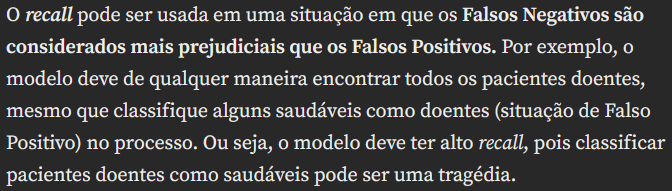 O recall pode ser usada em uma situação em que os Falsos Negativos são
considerados mais prejudiciais que os Falsos Positivos. Por exemplo, o
modelo deve de qualquer maneira encontrar todos os pacientes doentes,
mesmo que classifique alguns saudáveis como doentes (situação de Falso
Positivo) no processo. Ou seja, o modelo deve ter alto recall, pois classificar
pacientes doentes como saudáveis pode ser uma tragédia.